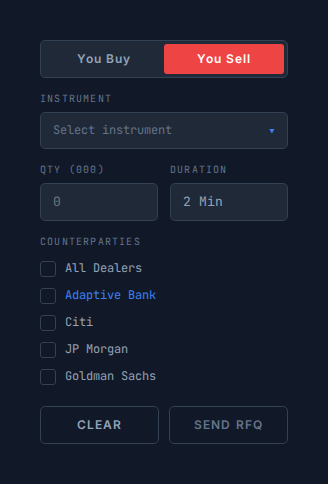 You Buy You Sell
INSTRUMENT
Select instrument
QTY (000) DURATION
0 2 Min
COUNTERPARTIES
All Dealers
Adaptive Bank
Citi
JP Morgan
Goldman Sachs
CLEAR SEND RFQ